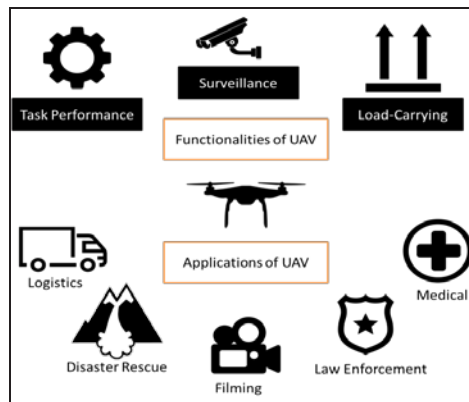 Surveillance
Task Performance
Load-Carrying
Functionalities of UAV
Applications of UAV
Logistics
Medical
Disaster Rescue
Law Enforcement
Filming